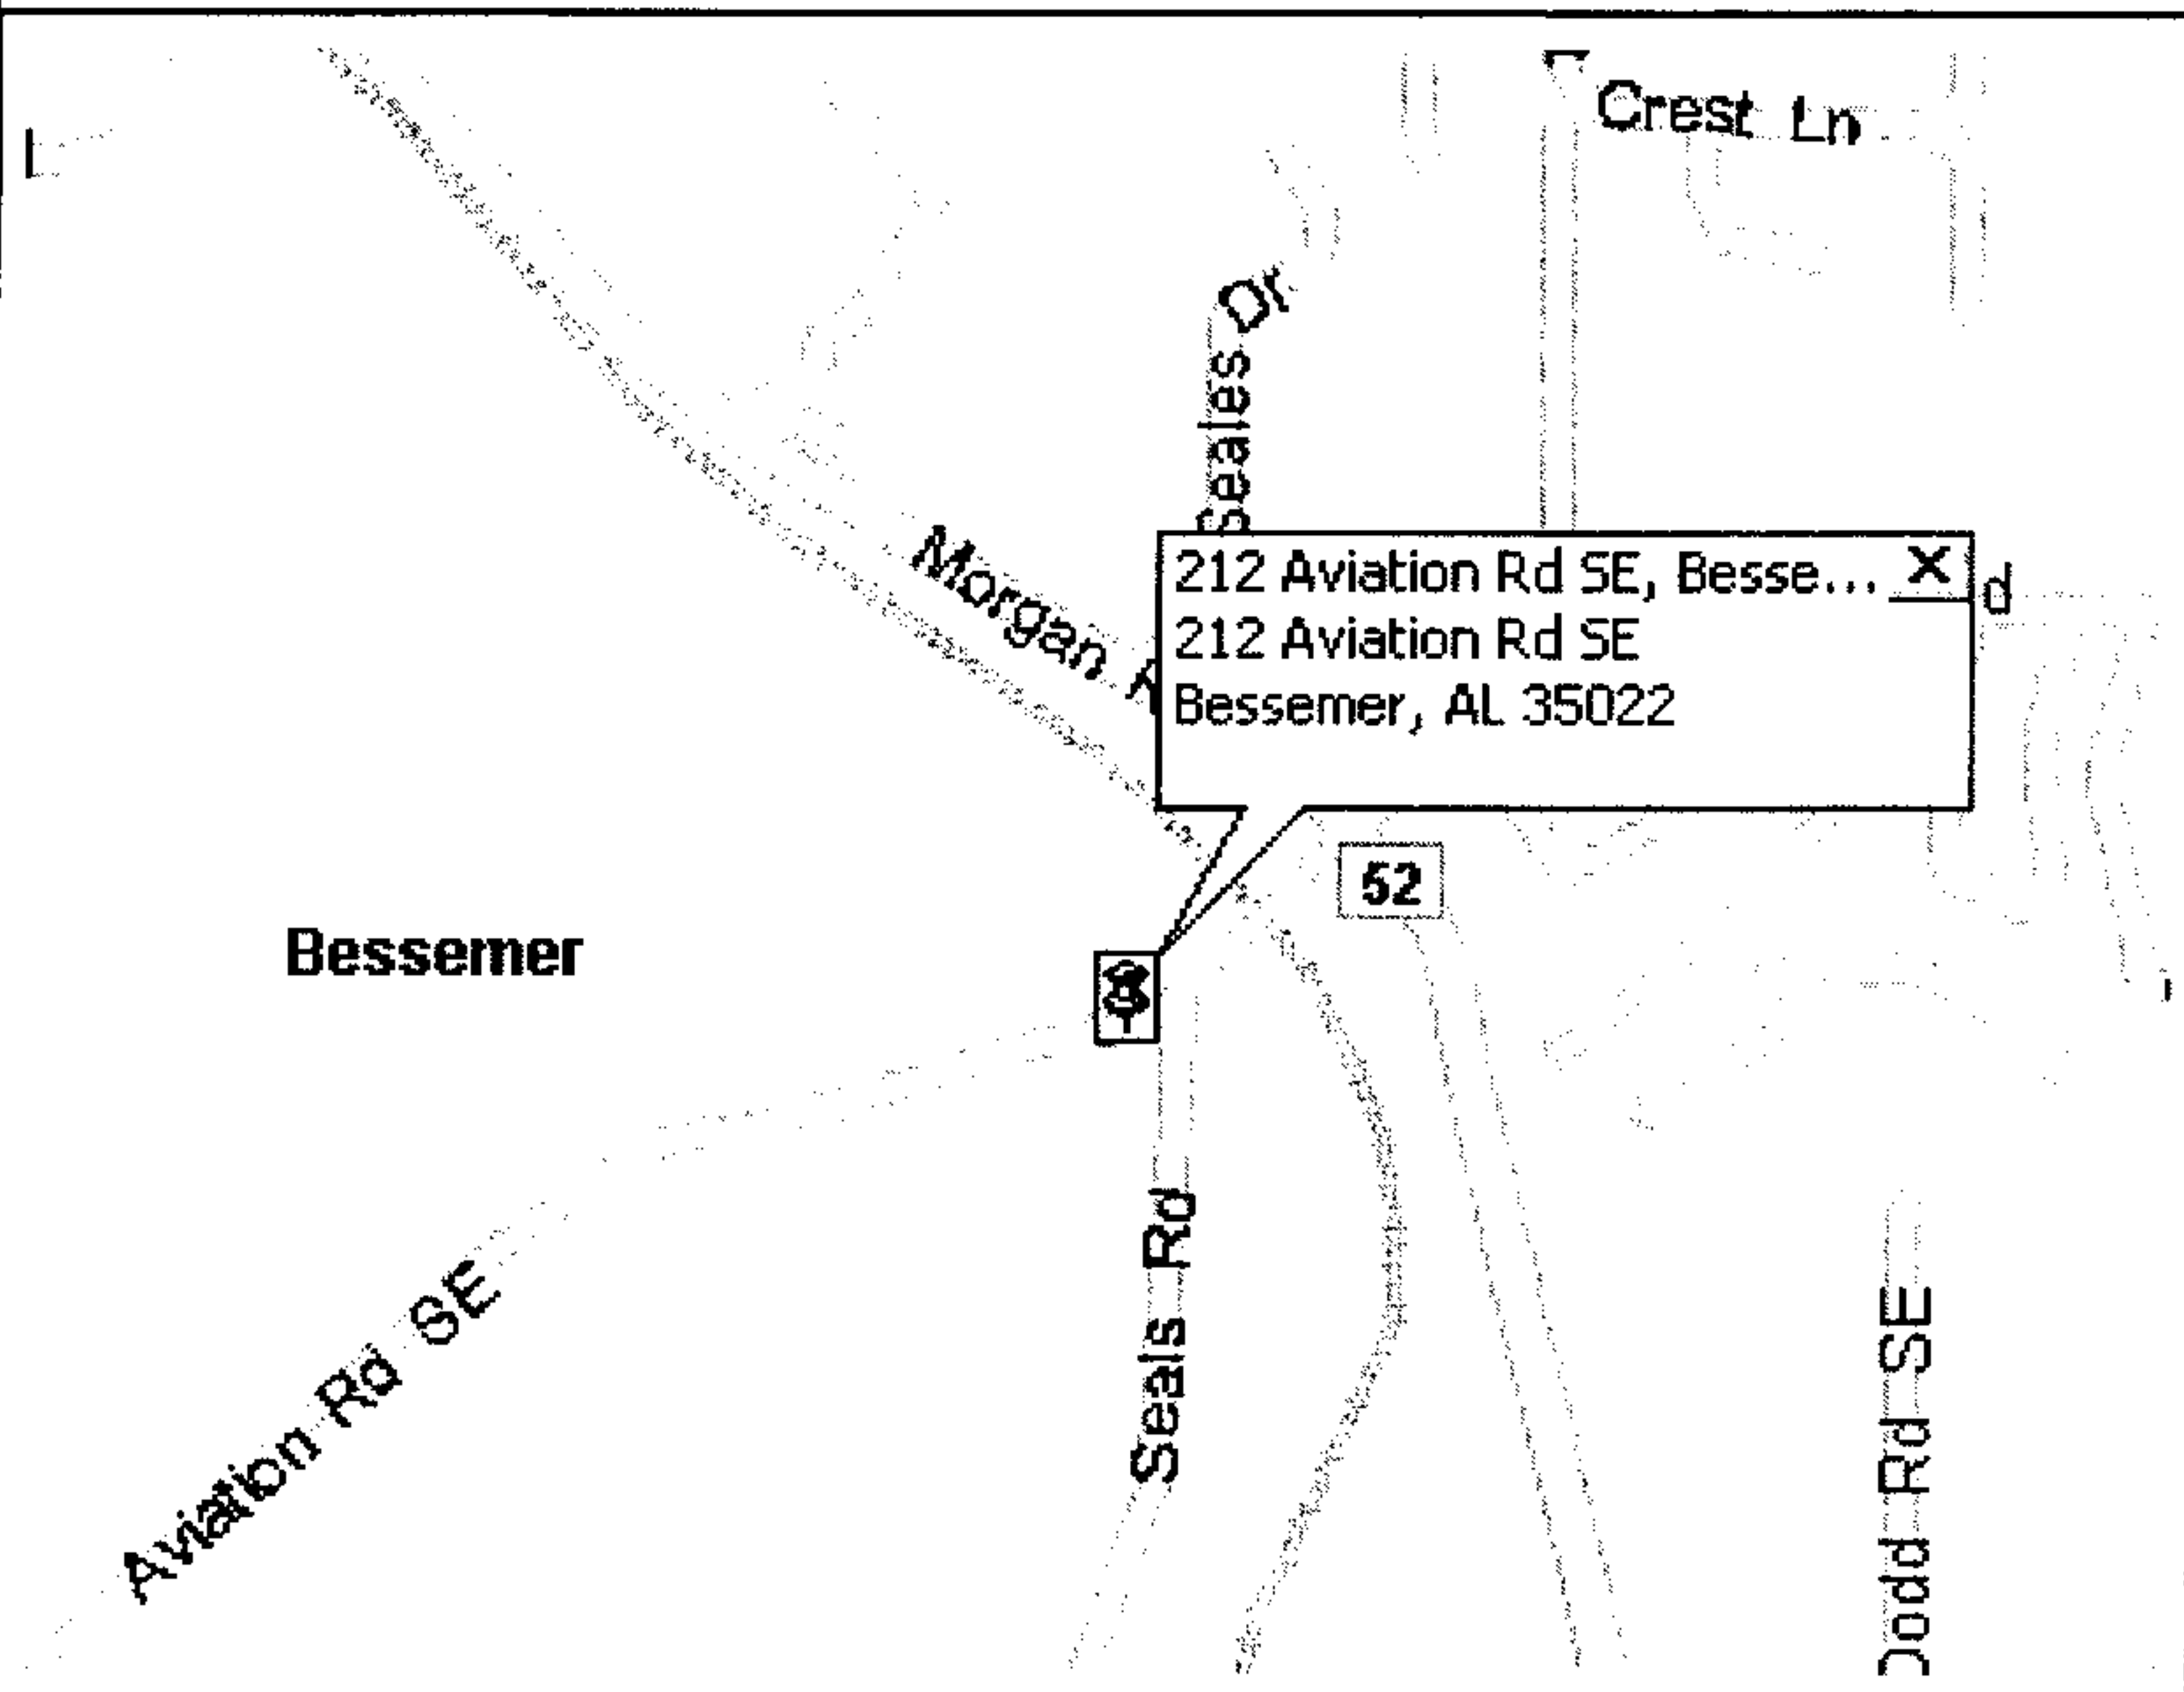 Crest Ln
Seales Dr
Morgan
212 Aviation Rd SE, Besse... X
212 Aviation Rd SE
Bessemer, AL 35022
d
52
Bessemer
Seals Rd
Aviation Rd SE
Dodd Rd SE